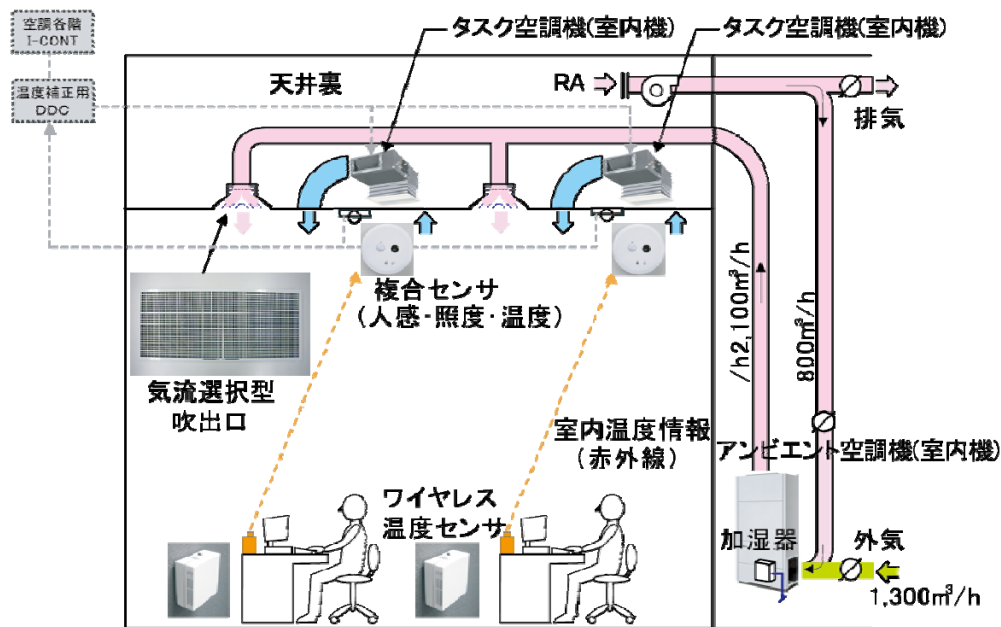 空調各階
I-CONT
温度補正用
DDC
天井裏
タスク空調機(室内機)
タスク空調機(室内機)
RA
排気
複合センサ
(人感・照度・温度)
気流選択型
吹出口
/h2,100m³/h
800m³/h
室内温度情報
(赤外線)
アンビエント空調機(室内機)
ワイヤレス
温度センサ
加湿器
外気
1,300m³/h